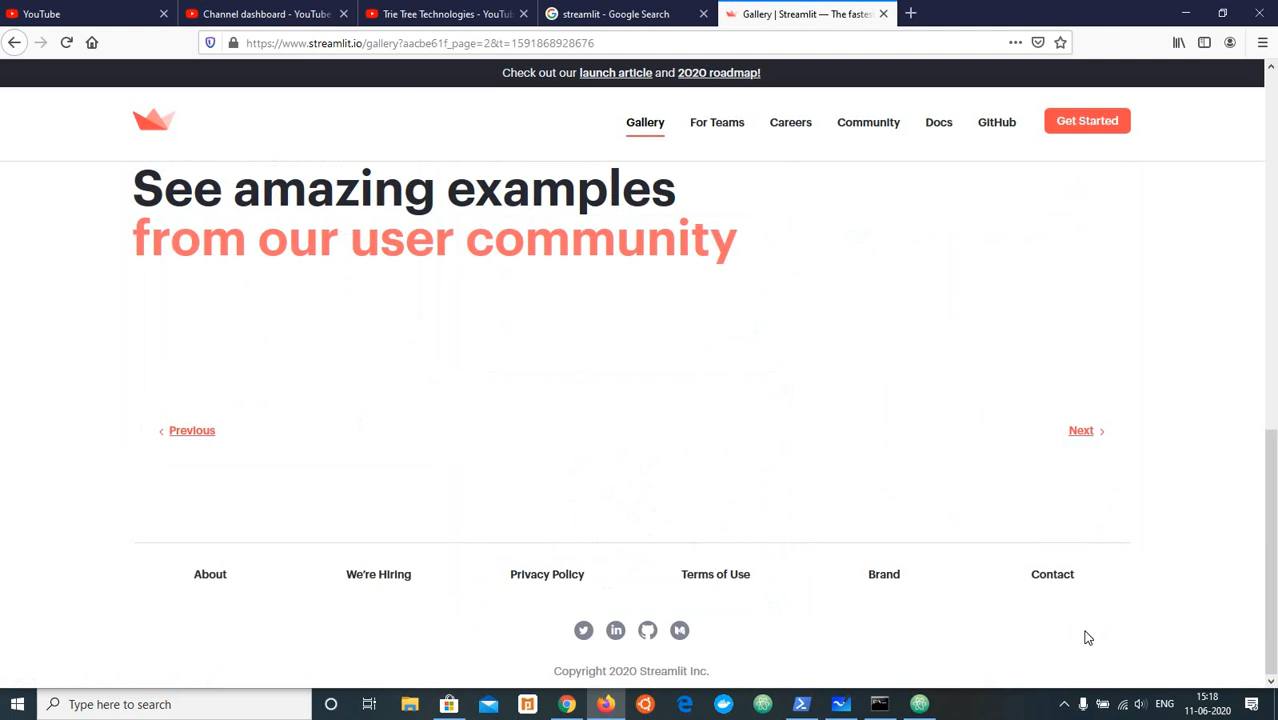 YouTube
Channel dashboard - YouTube
Trie Tree Technologies - YouTub
streamlit - Google Search
Gallery | Streamlit — The fastes
https://www.streamlit.io/gallery?aacbe61f_page=2&t=1591868928676
Check out our launch article and 2020 roadmap!
Gallery
For Teams
Careers
Community
Docs
GitHub
Get Started
See amazing examples
from our user community
Previous
Next
About
We're Hiring
Privacy Policy
Terms of Use
Brand
Contact
Copyright 2020 Streamlit Inc.
Type here to search
ENG
15:18
11-06-2020